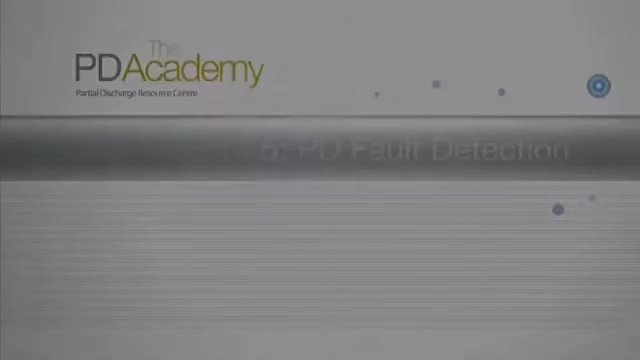 The
PDAcademy
Partial Discharge Resource Centre
5: PD Fault Detection